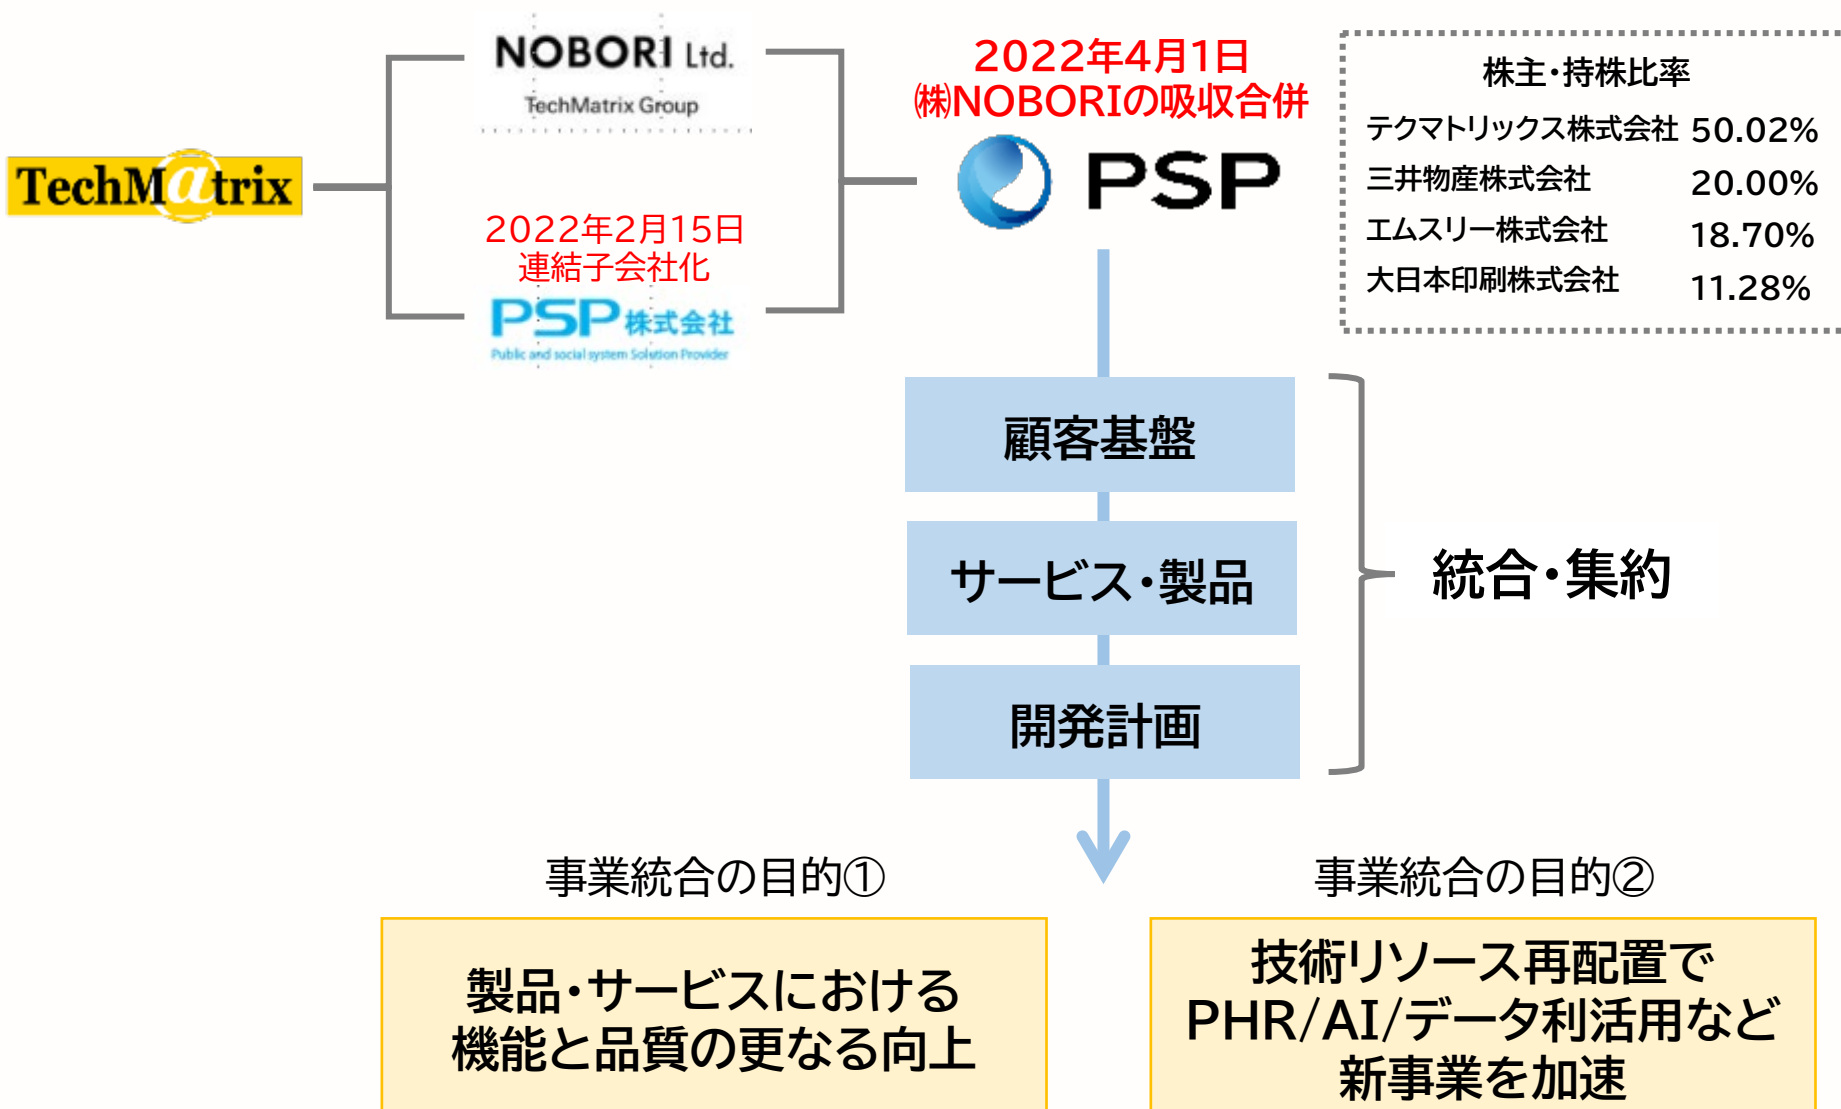 TechM@trix
NOBORI Ltd.
TechMatrix Group
2022年2月15日
連結子会社化
PSP株式会社
Public and social system Solution Provider
2022年4月1日
㈱NOBORIの吸収合併
PSP
株主・持株比率
テクマトリックス株式会社 50.02%
三井物産株式会社 20.00%
エムスリー株式会社 18.70%
大日本印刷株式会社 11.28%
顧客基盤
サービス・製品
開発計画
統合・集約
事業統合の目的①
製品・サービスにおける
機能と品質の更なる向上
事業統合の目的②
技術リソース再配置で
PHR/AI/データ利活用など
新事業を加速